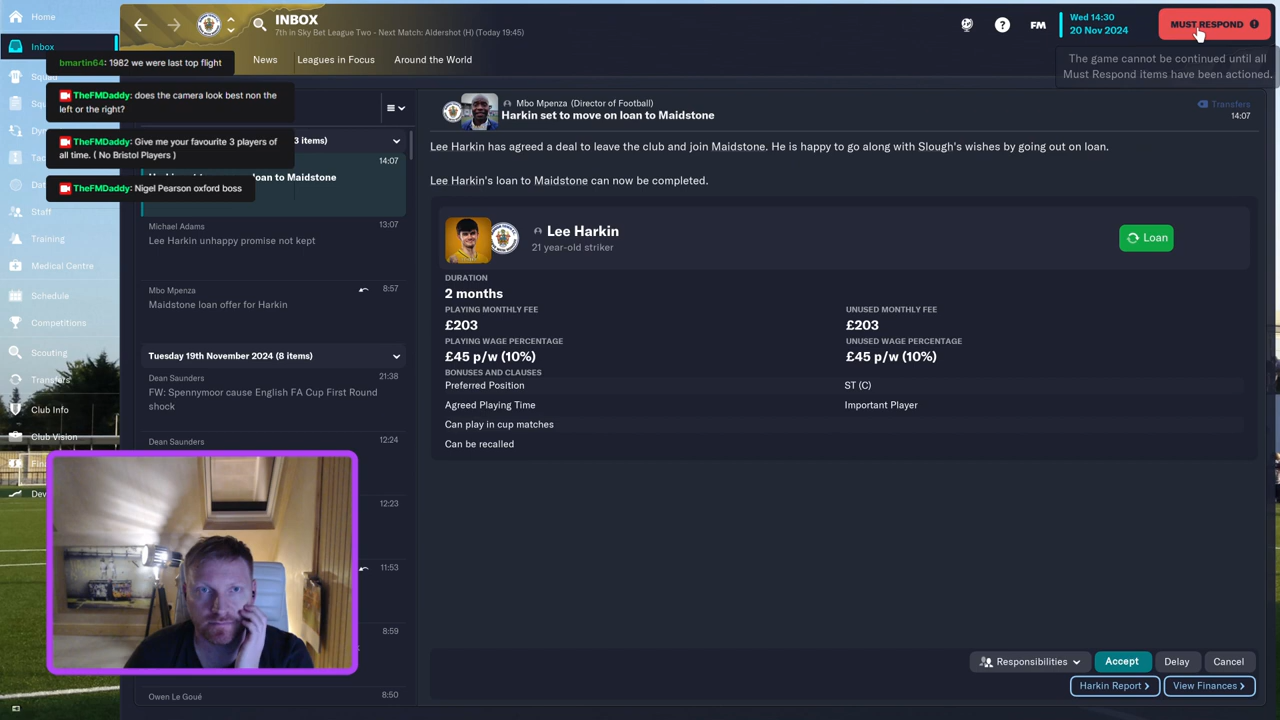 Home
INBOX
7th in Sky Bet League Two - Next Match: Aldershot (H) (Today 19:45)
FM
Wed 14:30
20 Nov 2024
MUST RESPOND
The game cannot be continued until all
Must Respond items have been actioned.
Inbox
News
Leagues in Focus
Around the World
bmartin64: 1982 we were last top flight
TheFMDaddy: does the camera look best non the
left or the right?
TheFMDaddy: Give me your favourite 3 players of
all time. ( No Bristol Players )
TheFMDaddy: Nigel Pearson oxford boss
Staff
Training
Medical Centre
Schedule
Competitions
Scouting
Transfers
Club Info
Club Vision
3 items)
14:07
oan to Maidstone
Michael Adams
13:07
Lee Harkin unhappy promise not kept
Mbo Mpenza
8:57
Maidstone loan offer for Harkin
Tuesday 19th November 2024 (8 items)
Dean Saunders
21:38
FW: Spennymoor cause English FA Cup First Round
shock
Dean Saunders
12:24
12:23
11:53
8:59
Owen Le Goué
8:50
Mbo Mpenza (Director of Football)
Harkin set to move on loan to Maidstone
Transfers
14:07
Lee Harkin has agreed a deal to leave the club and join Maidstone. He is happy to go along with Slough's wishes by going out on loan.
Lee Harkin's loan to Maidstone can now be completed.
Lee Harkin
21 year-old striker
Loan
DURATION
2 months
PLAYING MONTHLY FEE
UNUSED MONTHLY FEE
£203
£203
PLAYING WAGE PERCENTAGE
UNUSED WAGE PERCENTAGE
£45 p/w (10%)
£45 p/w (10%)
BONUSES AND CLAUSES
Preferred Position
ST (C)
Agreed Playing Time
Important Player
Can play in cup matches
Can be recalled
Responsibilities
Accept
Delay
Cancel
Harkin Report
View Finances